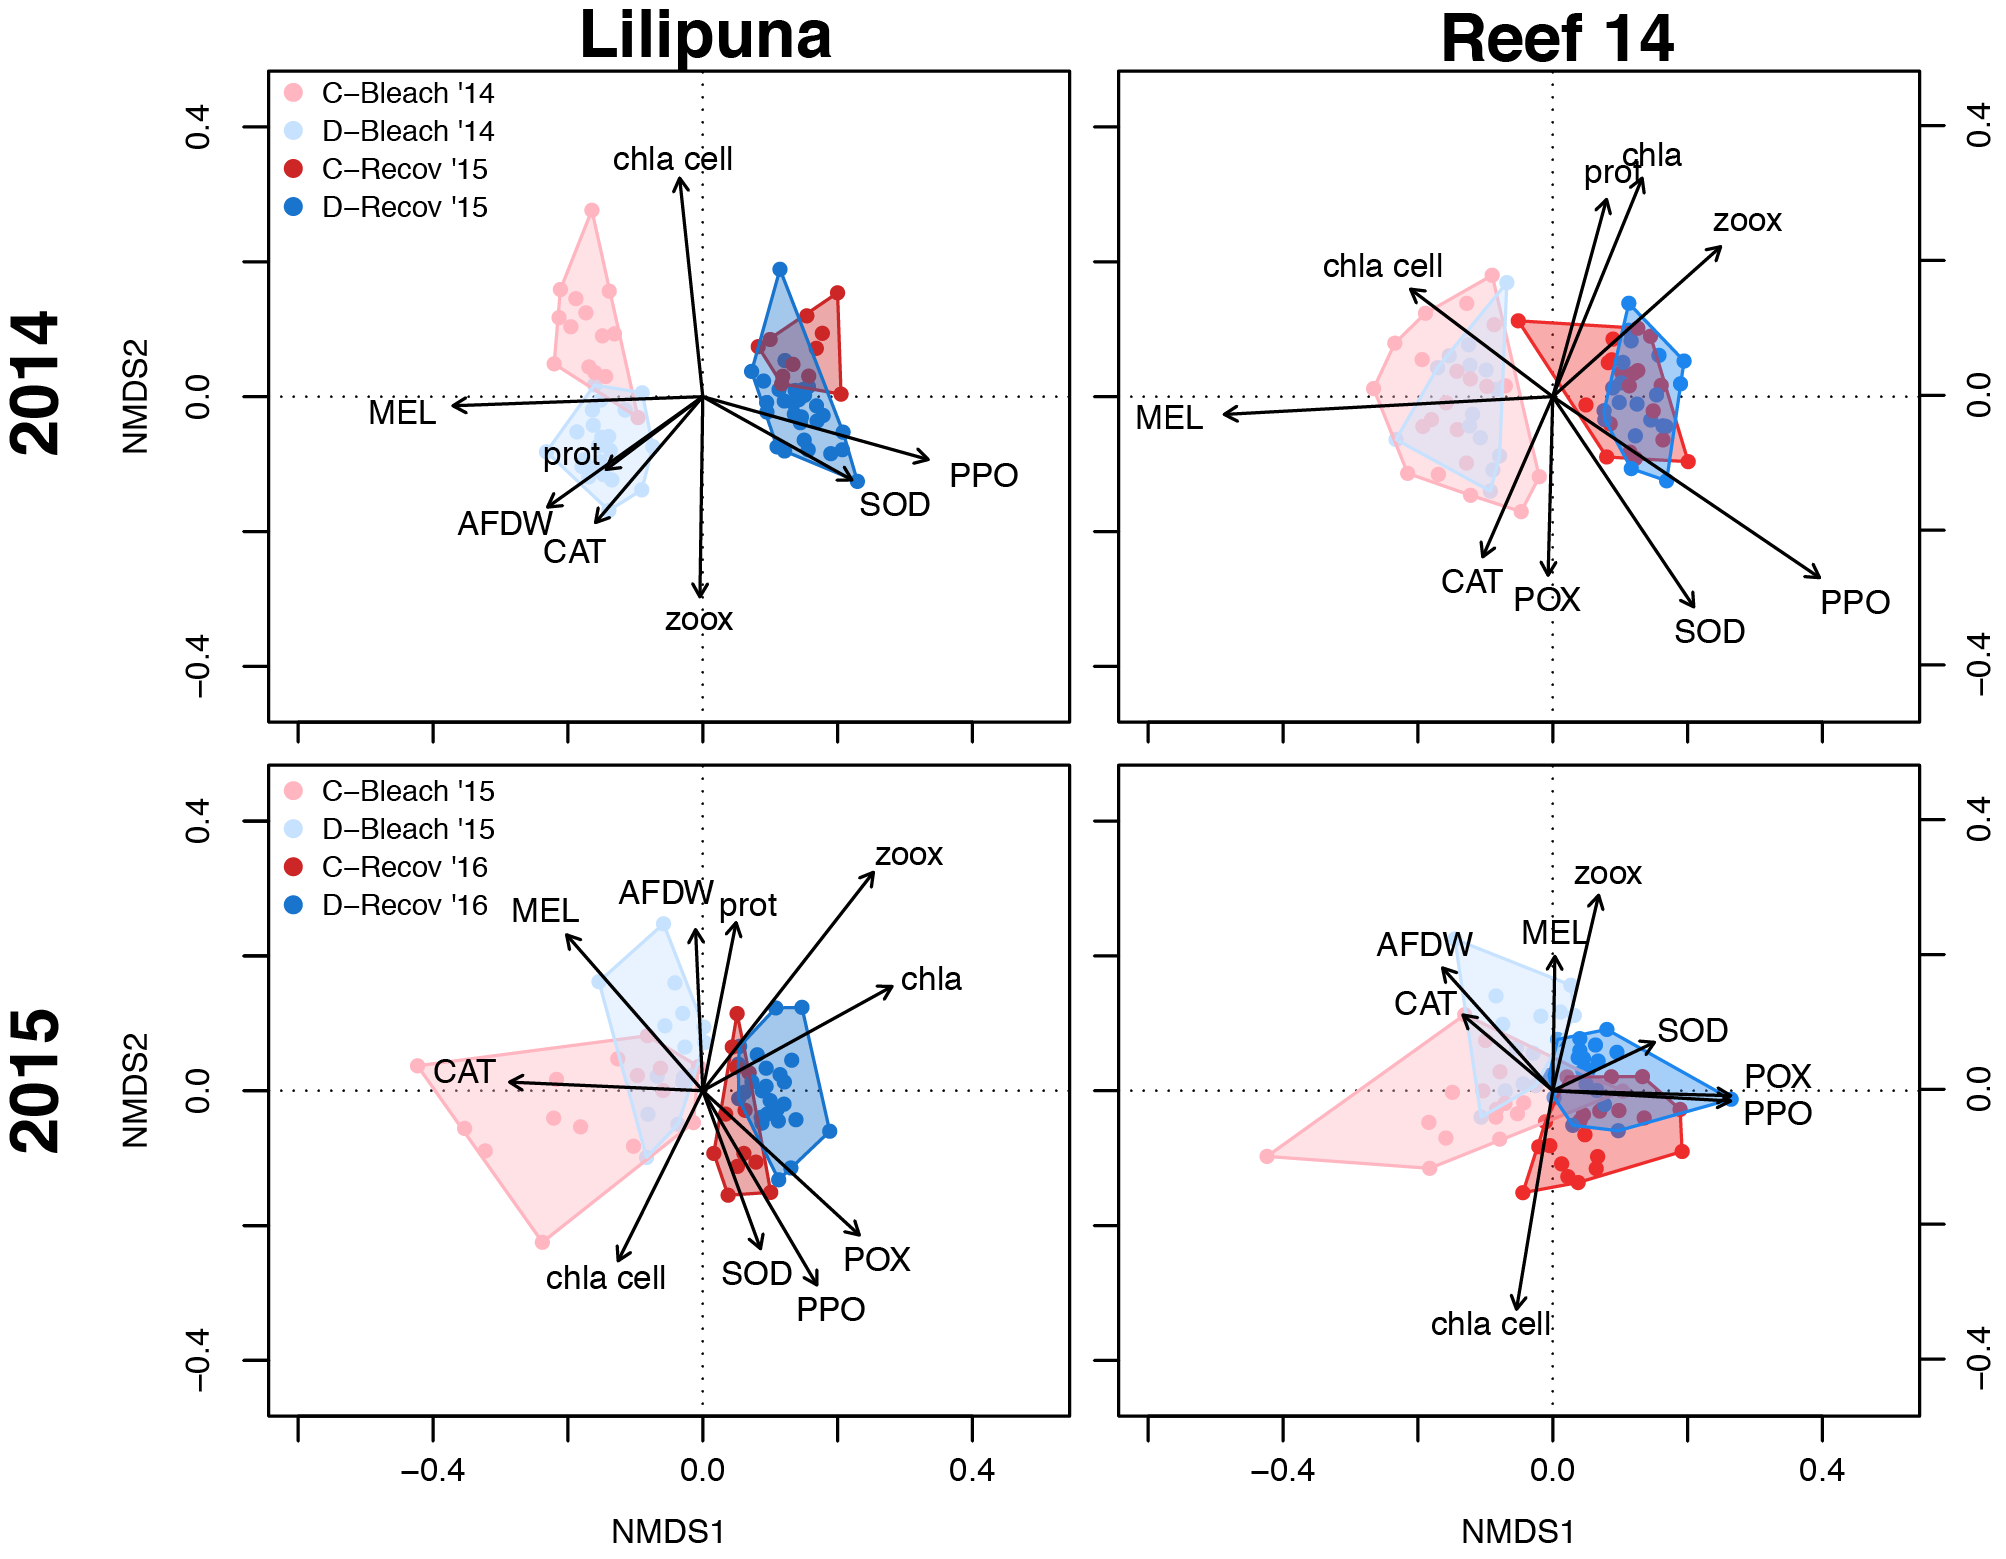 Lilipuna
Reef 14
2014
NMDS2
0.4
0.0
−0.4
C−Bleach '14
D−Bleach '14
C−Recov '15
D−Recov '15
chla cell
MEL
prot
AFDW
CAT
zoox
SOD
PPO
chla
prot
zoox
chla cell
MEL
CAT
POX
SOD
PPO
0.4
0.0
−0.4
2015
NMDS2
0.4
0.0
−0.4
C−Bleach '15
D−Bleach '15
C−Recov '16
D−Recov '16
MEL
AFDW
prot
zoox
chla
CAT
chla cell
SOD
PPO
POX
zoox
MEL
AFDW
CAT
SOD
POX
PPO
chla cell
0.4
0.0
−0.4
−0.4
0.0
0.4
−0.4
0.0
0.4
NMDS1
NMDS1